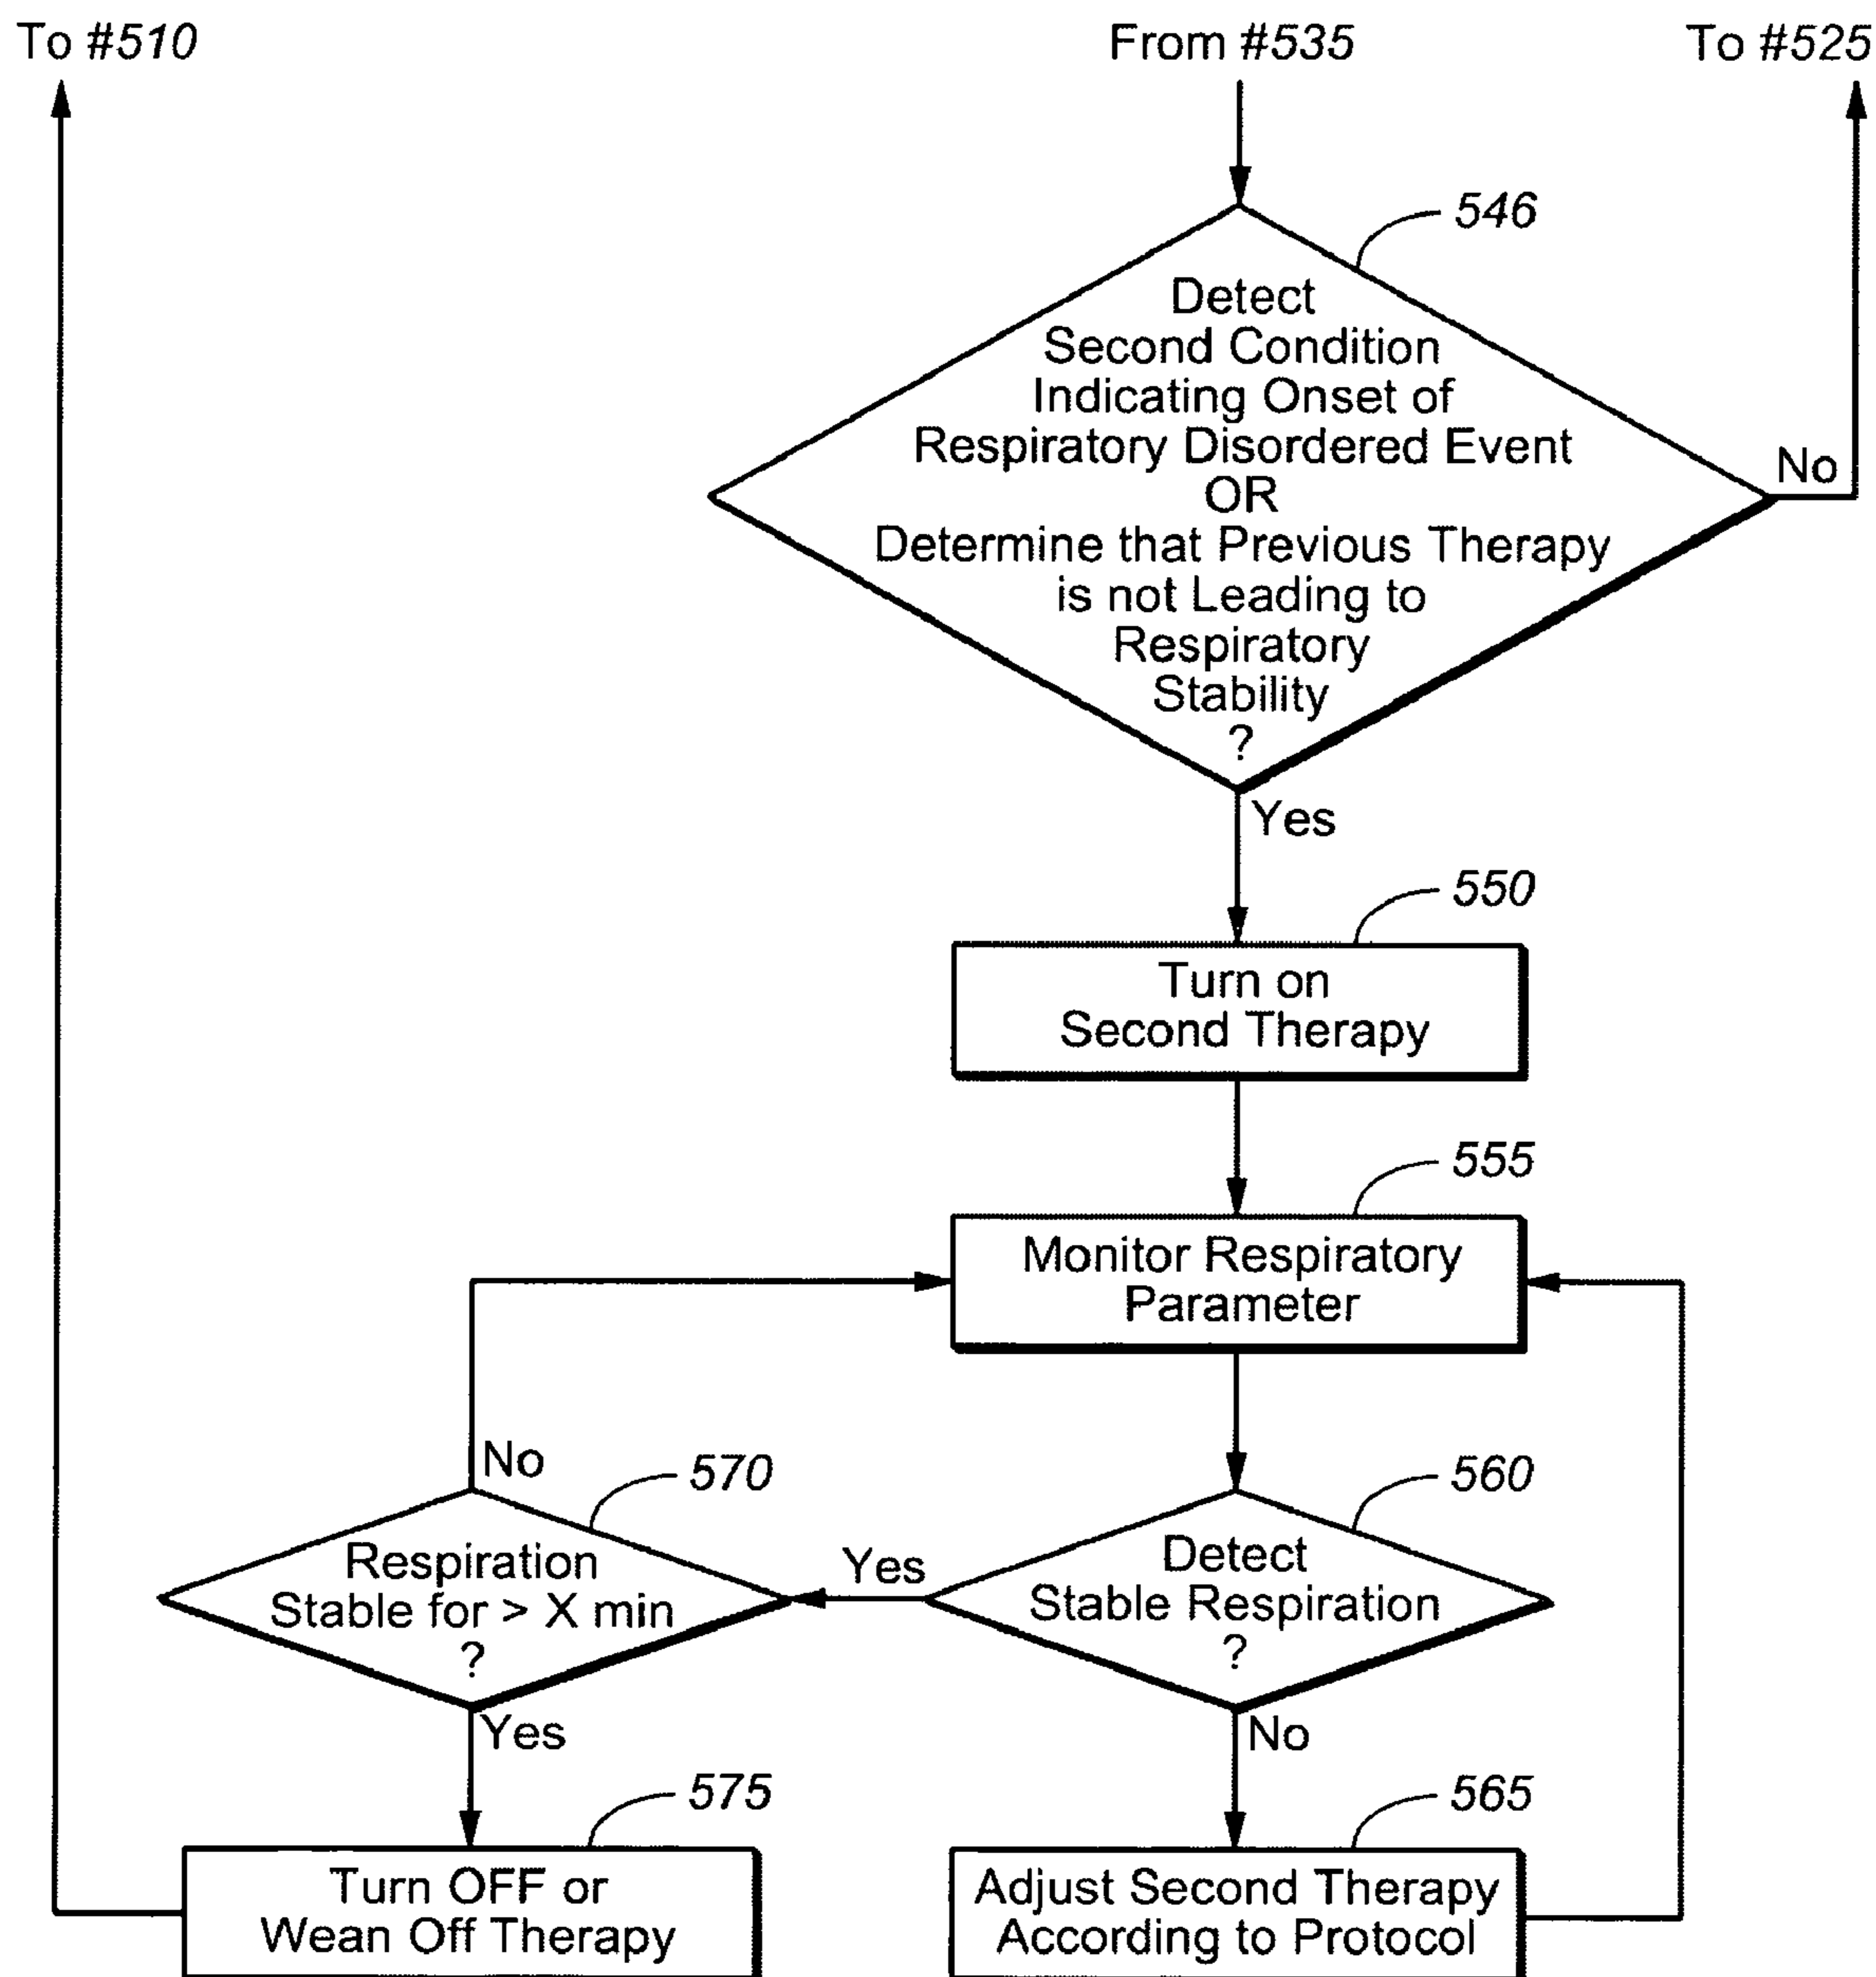 To #510
From #535
To #525
546
Detect
Second Condition
Indicating Onset of
Respiratory Disordered Event
OR
Determine that Previous Therapy
is not Leading to
Respiratory
Stability
?
No
Yes
550
Turn on
Second Therapy
555
Monitor Respiratory
Parameter
No
570
Respiration
Stable for > X min
?
Yes
560
Detect
Stable Respiration
?
Yes
No
575
Turn OFF or
Wean Off Therapy
565
Adjust Second Therapy
According to Protocol